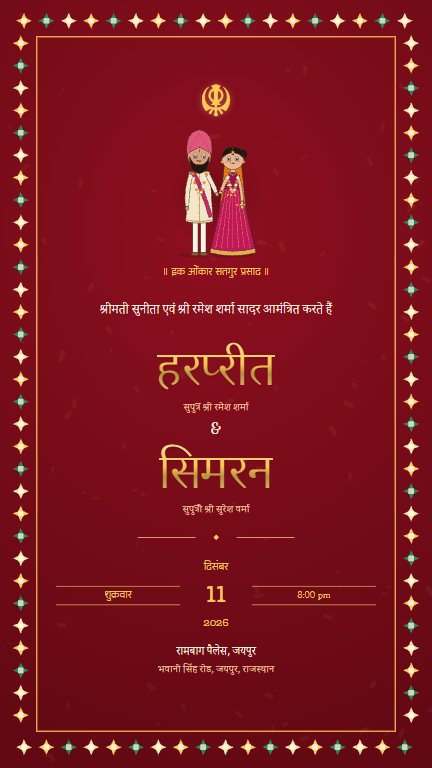 ॥ इक ओंकार सतगुर प्रसाद ॥
श्रीमती सुनीता एवं श्री रमेश शर्मा सादर आमंत्रित करते हैं
हरप्रीत
सुपुत्र श्री रमेश शर्मा
&
सिमरन
सुपुत्री श्री सुरेश वर्मा
दिसंबर
शुक्रवार 11 8:00 pm
2026
रामबाग पैलेस, जयपुर
भवानी सिंह रोड, जयपुर, राजस्थान